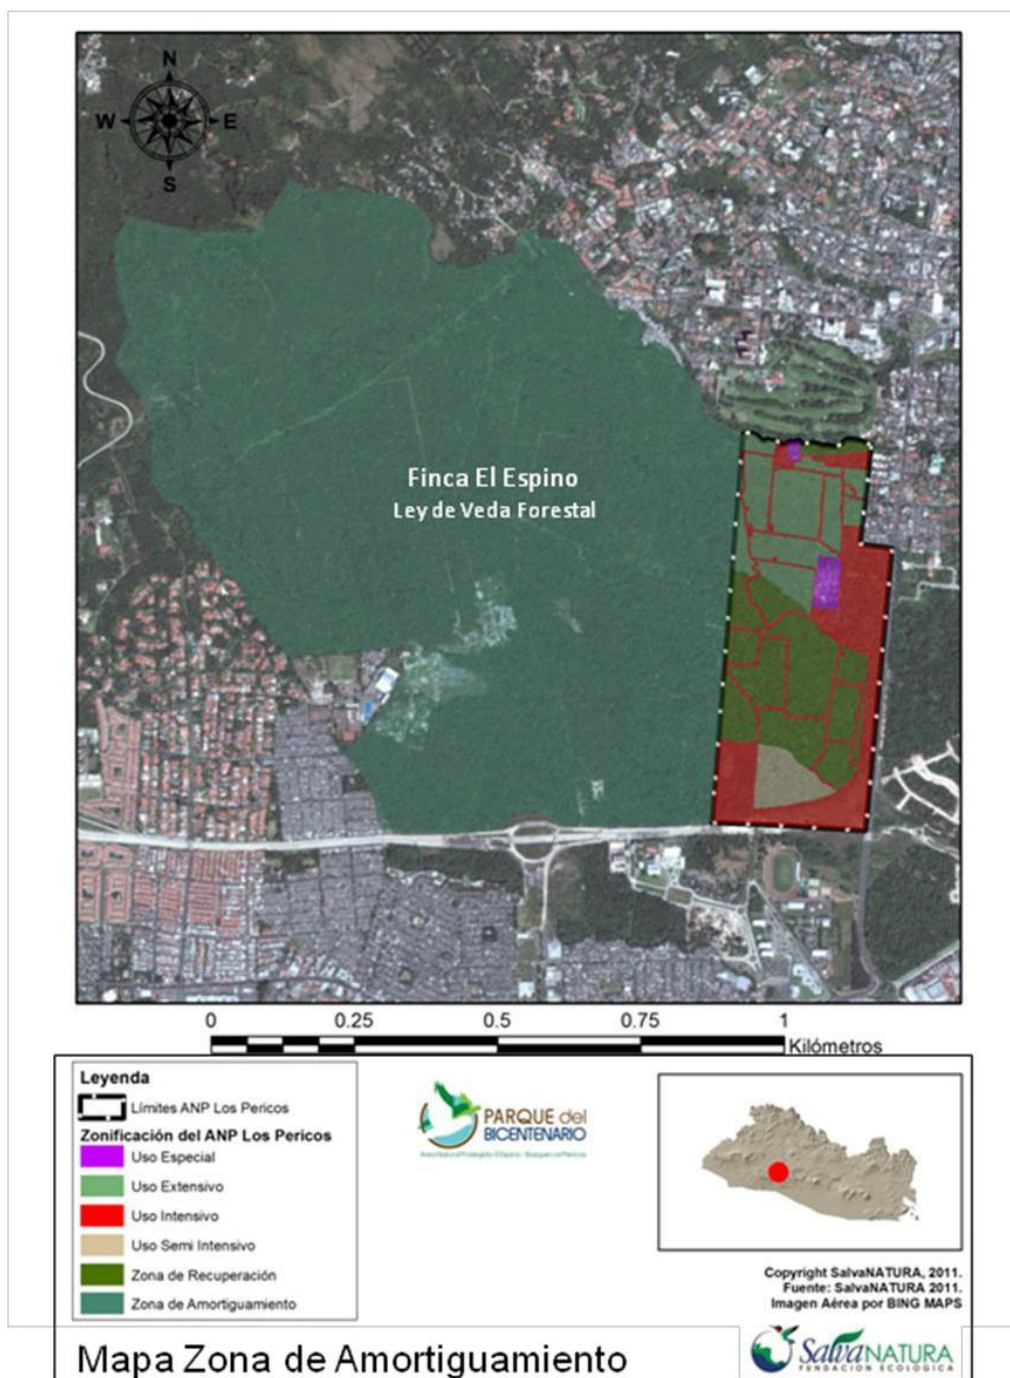 N
W E
S
Finca El Espino
Ley de Veda Forestal
0 0.25 0.5 0.75 1
Kilómetros
Leyenda
Límites ANP Los Pericos
Zonificación del ANP Los Pericos
Uso Especial
Uso Extensivo
Uso Intensivo
Uso Semi Intensivo
Zona de Recuperación
Zona de Amortiguamiento
PARQUE del
BICENTENARIO
Copyright SalvaNATURA, 2011.
Fuente: SalvaNATURA 2011.
Imagen Aérea por BING MAPS
Mapa Zona de Amortiguamiento
SalvaNATURA
FUNDACIÓN ECOLÓGICA